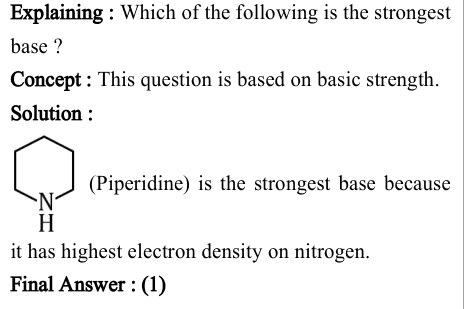 Explaining : Which of the following is the strongest
base ?
Concept : This question is based on basic strength.
Solution :
N
H
(Piperidine) is the strongest base because
it has highest electron density on nitrogen.
Final Answer : (1)